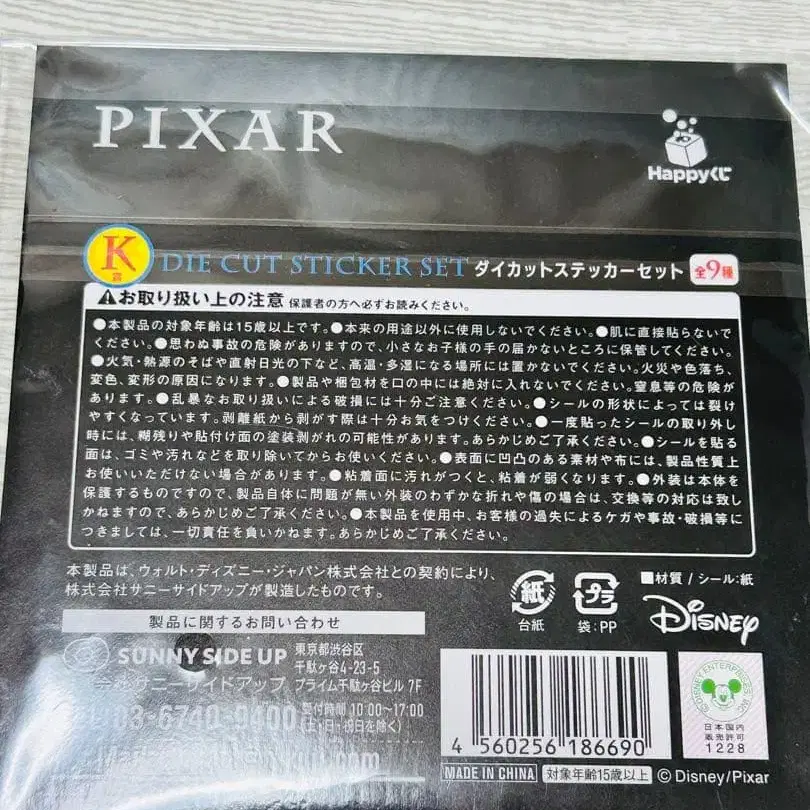 PIXAR
Happyくじ
K賞 DIE CUT STICKER SET ダイカットステッカーセット 全9種
お取り扱い上の注意 保護者の方へ必ずお読みください。
●本製品の対象年齢は15歳以上です。●本来の用途以外に使用しないでください。●肌に直接貼らないで
ください。●思わぬ事故の危険がありますので、小さなお子様の手の届かないところに保管してください。
●火気・熱源のそばや直射日光の下など、高温・多湿になる場所には置かないでください。火災や色落ち、
変色、変形の原因になります。●製品や梱包材を口の中には絶対に入れないでください。窒息等の危険が
あります。●乱暴なお取り扱いによる破損には十分ご注意ください。●シールの形状によっては裂け
やすくなっています。剥離紙から剥がす際は十分お気をつけください。●一度貼ったシールの取り外し
時には、糊残りや貼付け面の塗装剥がれの可能性があります。あらかじめご了承ください。●シールを貼る
面は、ゴミや汚れなどを取り除いてからお使いください。●表面に凹凸のある素材や布には、製品性質上
お使いいただけない場合があります。●粘着面に汚れがつくと、粘着が弱くなります。●外装は本体を
保護するものですので、製品自体に問題が無い外装のわずかな折れや傷の場合は、交換等の対応は致し
かねますので、あらかじめご了承ください。●本製品を使用中、お客様の過失によるケガや事故・破損等に
つきましては、一切責任を負いかねます。あらかじめご了承ください。
本製品は、ウォルト・ディズニー・ジャパン株式会社との契約により、
株式会社サニーサイドアップが製造したものです。
紙
台紙
プラ
袋:PP
■材質/シール:紙
Disney
製品に関するお問い合わせ
SUNNY SIDE UP
サニーサイドアップ
東京都渋谷区
千駄ヶ谷4-23-5
プライム千駄ヶ谷ビル 7F
03-6740-9400
受付時間 10:00〜17:00
(土・日・祝日を除く)
4 560256 186690
MADE IN CHINA
対象年齢15歳以上
© Disney/Pixar
DISNEY ENTERPRISES, INC.
日本国内
販売許可
1228